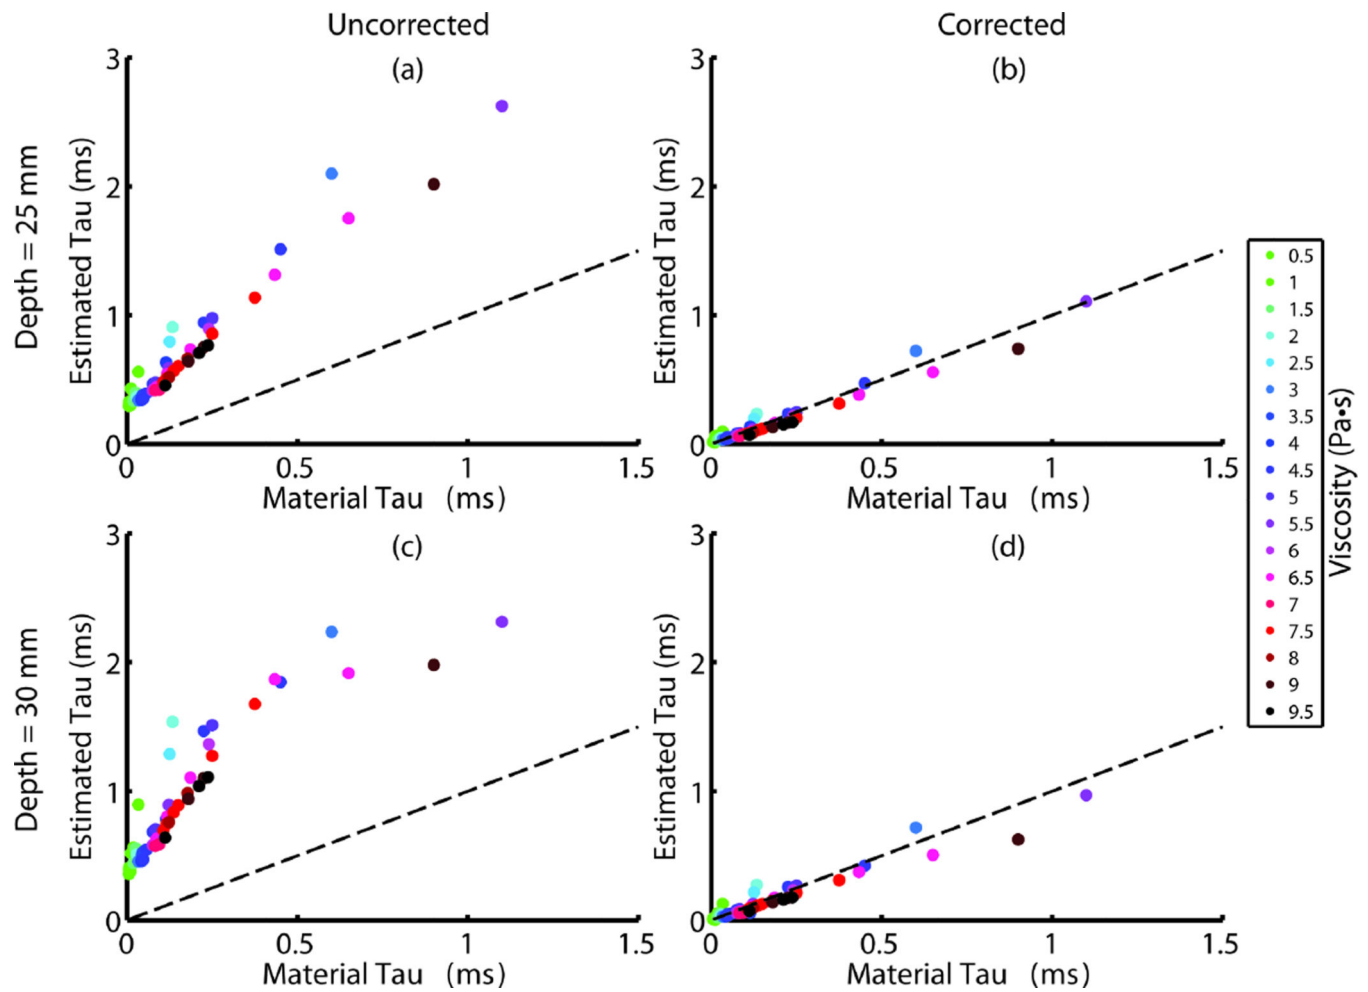 Uncorrected
Corrected
Depth = 25 mm
Estimated Tau (ms)
3
2
1
0
(a)
0
0.5
1
1.5
Material Tau (ms)
Estimated Tau (ms)
3
2
1
0
(b)
0
0.5
1
1.5
Material Tau (ms)
Depth = 30 mm
Estimated Tau (ms)
3
2
1
0
(c)
0
0.5
1
1.5
Material Tau (ms)
Estimated Tau (ms)
3
2
1
0
(d)
0
0.5
1
1.5
Material Tau (ms)
0.5
1
1.5
2
2.5
3
3.5
4
4.5
5
5.5
6
6.5
7
7.5
8
9
9.5
Viscosity (Pa•s)